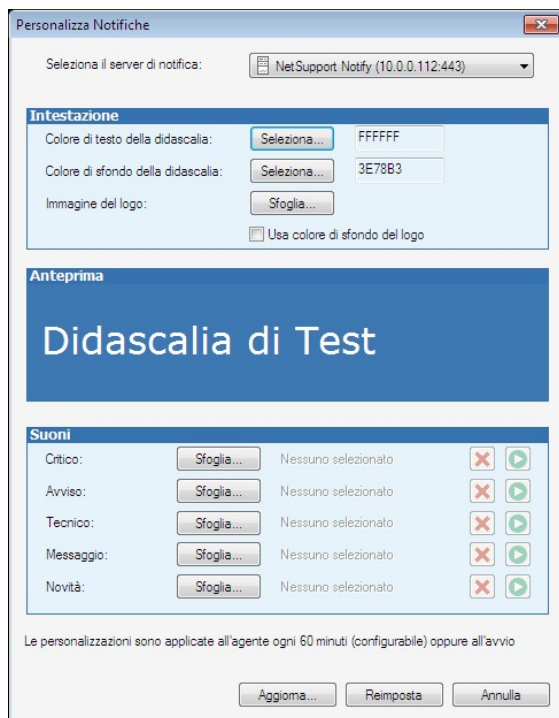 Personalizza Notifiche
Seleziona il server di notifica: NetSupport Notify (10.0.0.112:443)
Intestazione
Colore di testo della didascalia: Seleziona... FFFFFF
Colore di sfondo della didascalia: Seleziona... 3E78B3
Immagine del logo: Sfoglia...
Usa colore di sfondo del logo
Anteprima
Didascalia di Test
Suoni
Critico: Sfoglia... Nessuno selezionato
Avviso: Sfoglia... Nessuno selezionato
Tecnico: Sfoglia... Nessuno selezionato
Messaggio: Sfoglia... Nessuno selezionato
Novità: Sfoglia... Nessuno selezionato
Le personalizzazioni sono applicate all'agente ogni 60 minuti (configurabile) oppure all'avvio
Aggiorna... Reimposta Annulla